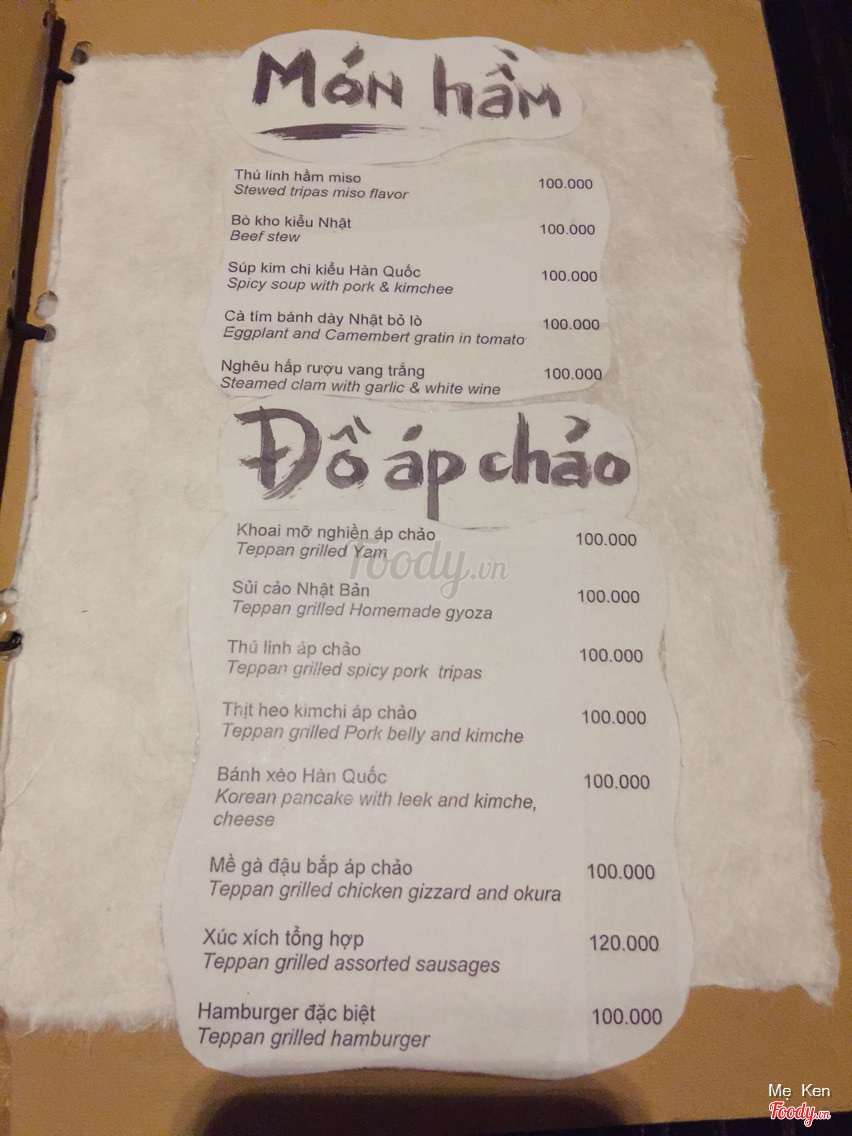 Món hầm
Thú linh hầm miso 100.000
Stewed tripas miso flavor
Bò kho kiểu Nhật 100.000
Beef stew
Súp kim chi kiểu Hàn Quốc 100.000
Spicy soup with pork & kimchee
Cà tím bánh dày Nhật bỏ lò 100.000
Eggplant and Camembert gratin in tomato
Nghêu hấp rượu vang trắng 100.000
Steamed clam with garlic & white wine
Đồ áp chảo
Khoai mỡ nghiền áp chảo 100.000
Teppan grilled Yam
Foody.vn
Sủi cảo Nhật Bản 100.000
Teppan grilled Homemade gyoza
Thú linh áp chảo 100.000
Teppan grilled spicy pork tripas
Thịt heo kimchi áp chảo 100.000
Teppan grilled Pork belly and kimche
Bánh xèo Hàn Quốc 100.000
Korean pancake with leek and kimche,
cheese
Mề gà đậu bắp áp chảo 100.000
Teppan grilled chicken gizzard and okura
Xúc xích tổng hợp 120.000
Teppan grilled assorted sausages
Hamburger đặc biệt 100.000
Teppan grilled hamburger
Mẹ Ken
Foody.vn